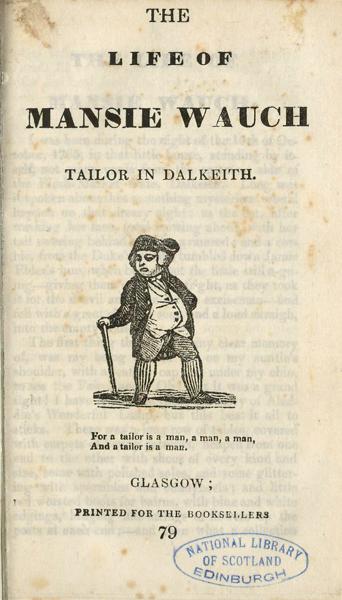 THE
LIFE OF
MANSIE WAUCH
TAILOR IN DALKEITH.
For a tailor is a man, a man, a man,
And a tailor is a man.
GLASGOW;
PRINTED FOR THE BOOKSELLERS
79
NATIONAL LIBRARY
OF SCOTLAND
EDINBURGH